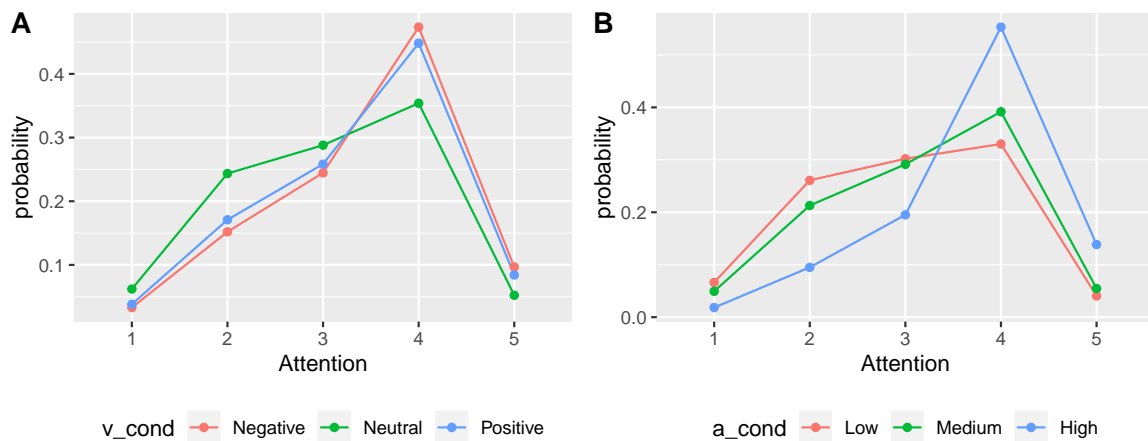 A
probability
0.4
0.3
0.2
0.1
1 2 3 4 5
Attention
v_cond Negative Neutral Positive
B
probability
0.4
0.2
0.0
1 2 3 4 5
Attention
a_cond Low Medium High